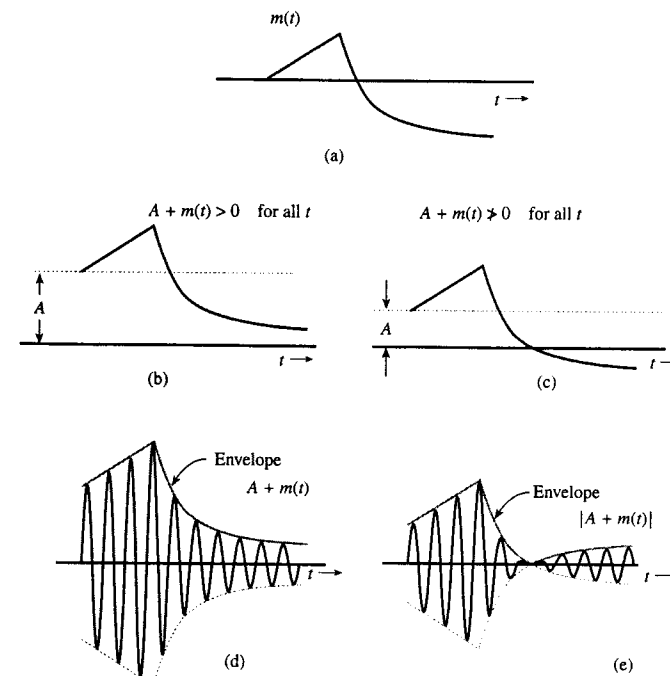 m(t)
t →
(a)
A + m(t) > 0 for all t
A
t →
(b)
A + m(t) ≯ 0 for all t
A
t —
(c)
Envelope
A + m(t)
t →
(d)
Envelope
|A + m(t)|
t —
(e)